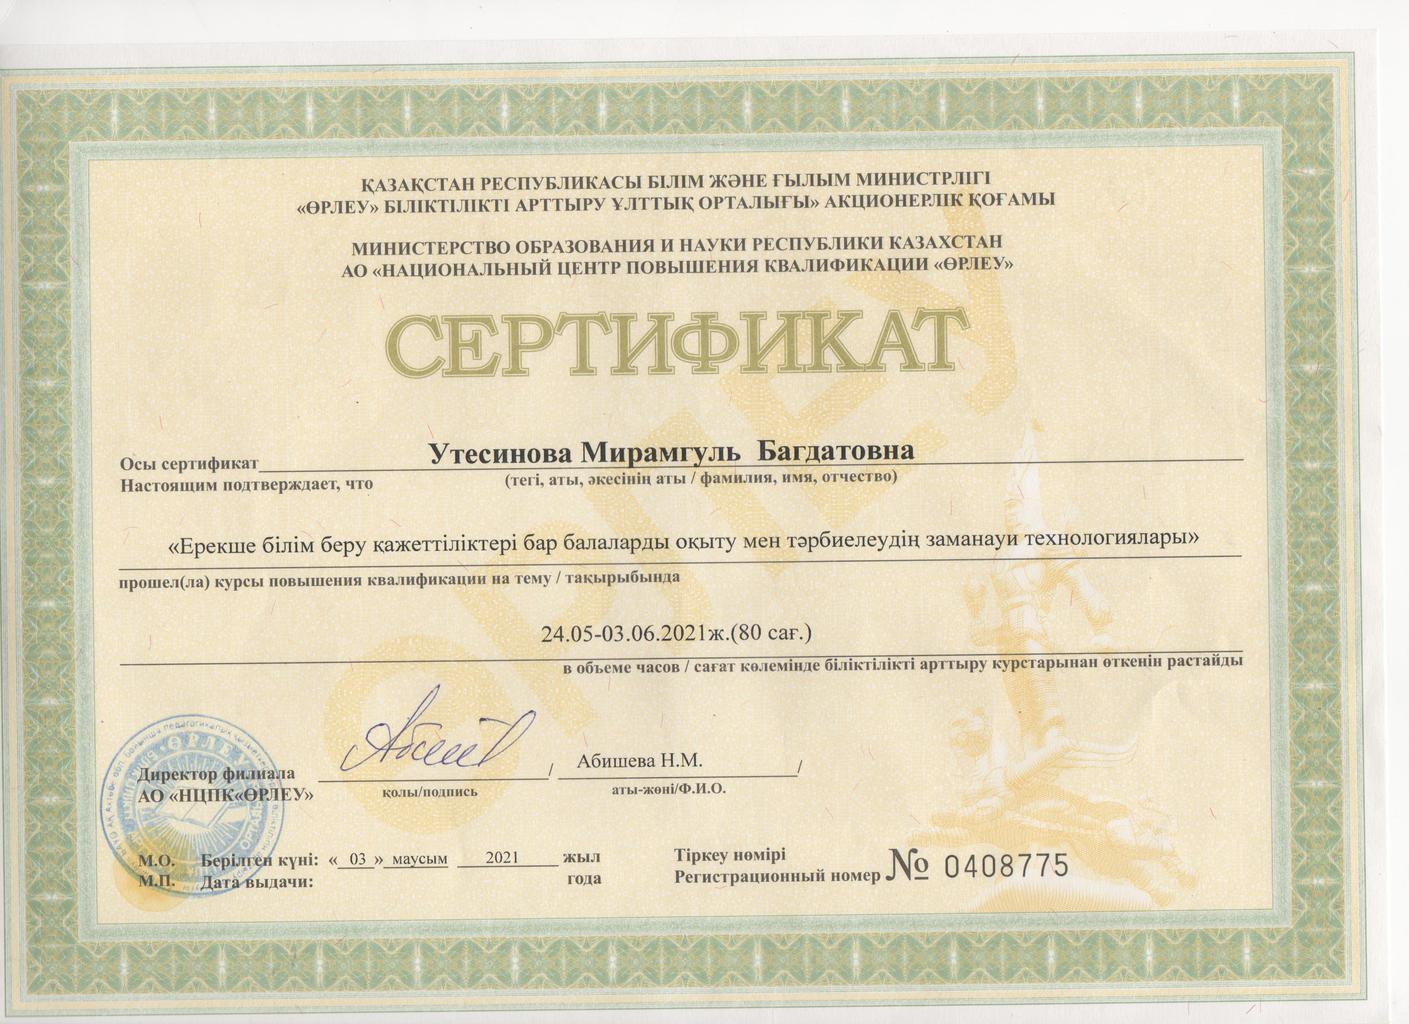 ҚАЗАҚСТАН РЕСПУБЛИКАСЫ БІЛІМ ЖӘНЕ ҒЫЛЫМ МИНИСТРЛІГІ
«ӨРЛЕУ» БІЛІКТІЛІКТІ АРТТЫРУ ҰЛТТЫҚ ОРТАЛЫҒЫ» АКЦИОНЕРЛІК ҚОҒАМЫ
МИНИСТЕРСТВО ОБРАЗОВАНИЯ И НАУКИ РЕСПУБЛИКИ КАЗАХСТАН
АО «НАЦИОНАЛЬНЫЙ ЦЕНТР ПОВЫШЕНИЯ КВАЛИФИКАЦИИ «ӨРЛЕУ»
СЕРТИФИКАТ
Осы сертификат Утесинова Мирамгуль Багдатовна
Настоящим подтверждает, что (тегі, аты, әкесінің аты / фамилия, имя, отчество)
«Ерекше білім беру қажеттіліктері бар балаларды оқыту мен тәрбиелеудің заманауи технологиялары»
прошел(ла) курсы повышения квалификации на тему / тақырыбында
24.05-03.06.2021ж.(80 сағ.)
в объеме часов / сағат көлемінде біліктілікті арттыру курстарынан өткенін растайды
Директор филиала / Абишева Н.М. /
АО «НЦПК«ӨРЛЕУ» қолы/подпись аты-жөні/Ф.И.О.
М.О. Берілген күні: « 03 » маусым 2021 жыл Тіркеу нөмірі
М.П. Дата выдачи: года Регистрационный номер № 0408775
ӨРЛЕУ